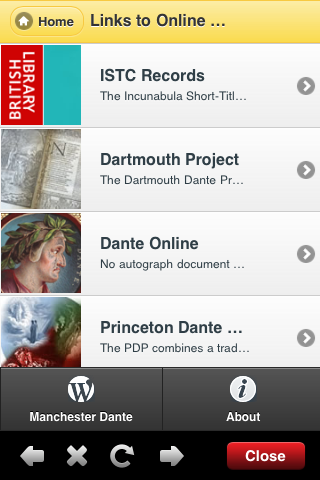 Home
Links to Online ...
BRITISH
LIBRARY
ISTC Records
The Incunabula Short-Titl...
Dartmouth Project
The Dartmouth Dante Pr...
Dante Online
No autograph document ...
Princeton Dante ...
The PDP combines a trad...
Manchester Dante
About
Close